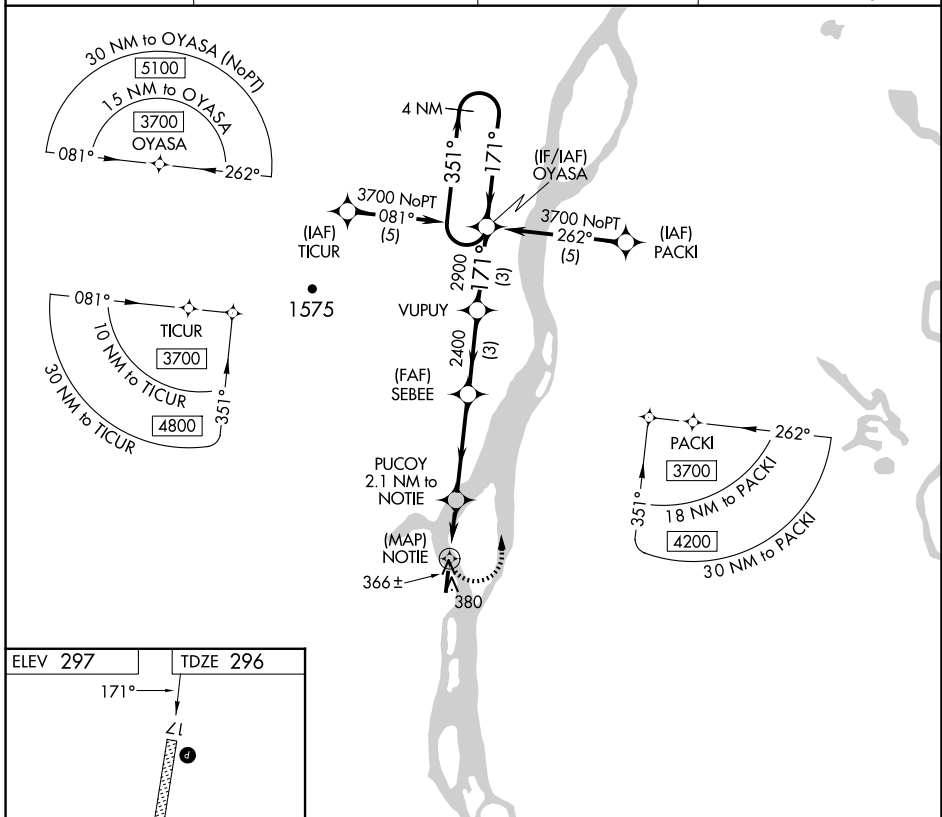 30 NM to OYASA (NoPT)
5100
15 NM to OYASA
3700
OYASA
081°
262°
4 NM
351°
171°
(IF/IAF)
OYASA
3700 NoPT
081°
(5)
(IAF)
TICUR
3700 NoPT
262°
(5)
(IAF)
PACKI
2900
171°
(3)
1575
VUPUY
2400
(3)
(FAF)
SEBEE
081°
TICUR
3700
10 NM to TICUR
4800
30 NM to TICUR
351°
PACKI
262°
3700
18 NM to PACKI
4200
30 NM to PACKI
351°
PUCOY
2.1 NM to
NOTIE
(MAP)
NOTIE
366 ±
380
ELEV 297
TDZE 296
171°
17
P